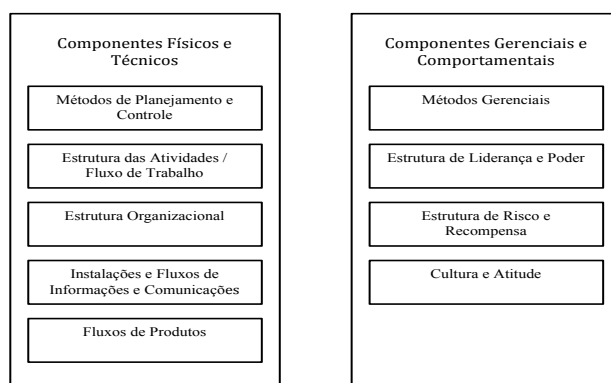 Componentes Físicos e
Técnicos
Métodos de Planejamento e
Controle
Estrutura das Atividades /
Fluxo de Trabalho
Estrutura Organizacional
Instalações e Fluxos de
Informações e Comunicações
Fluxos de Produtos
Componentes Gerenciais e
Comportamentais
Métodos Gerenciais
Estrutura de Liderança e Poder
Estrutura de Risco e
Recompensa
Cultura e Atitude